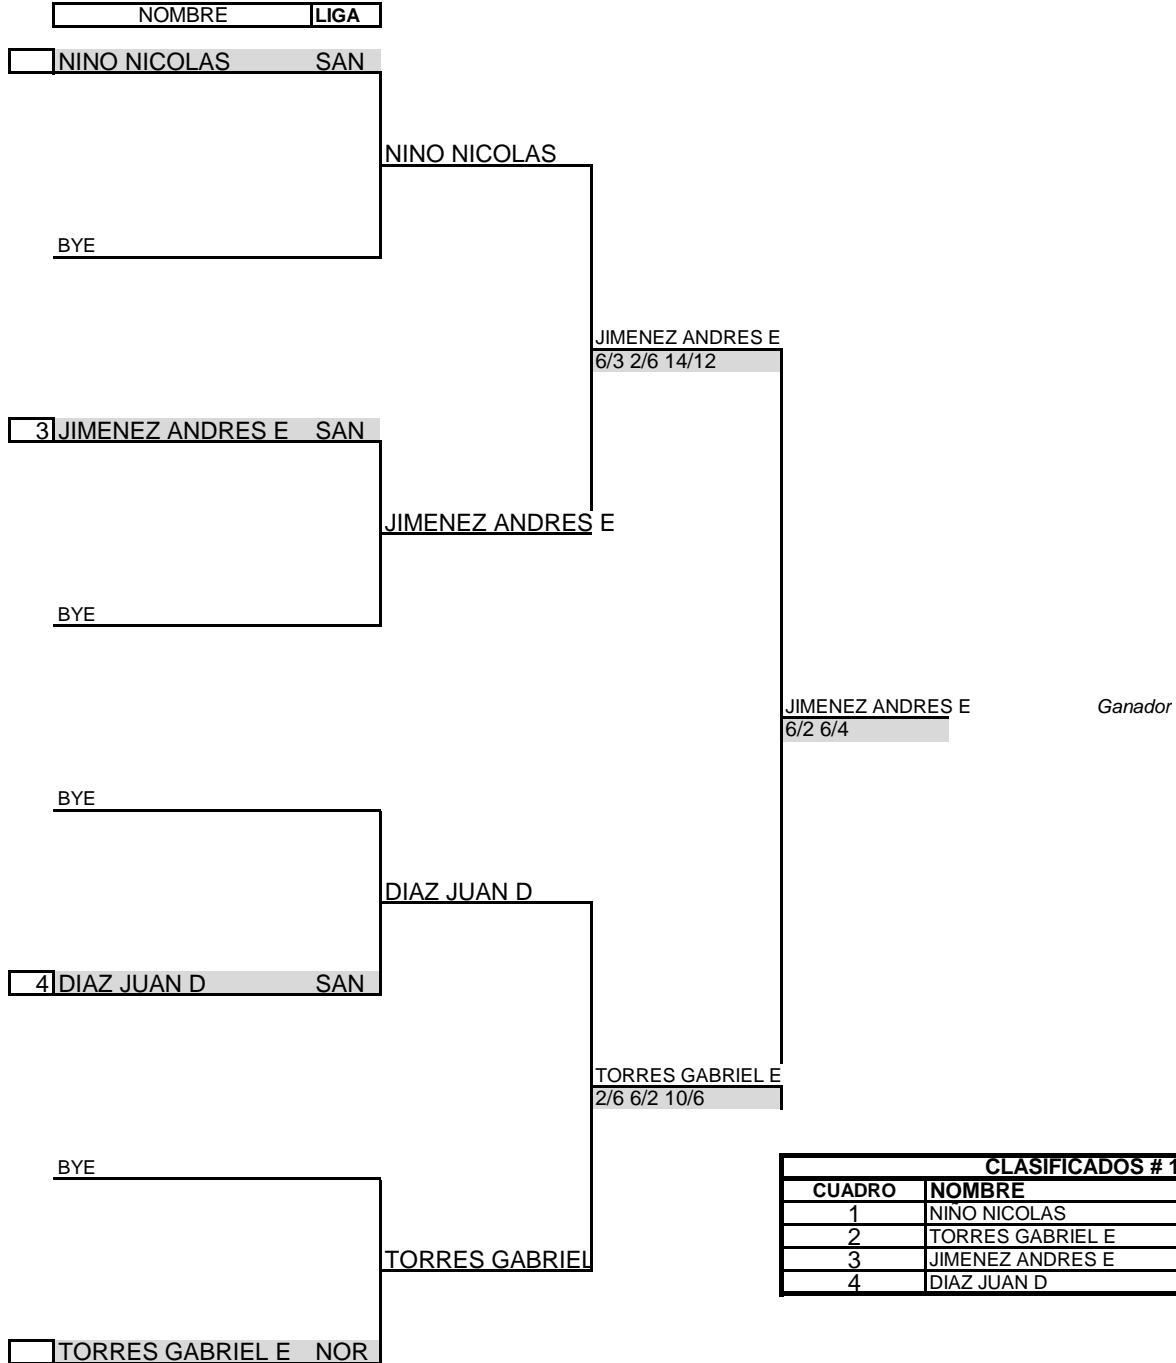 NOMBRE LIGA
NINO NICOLAS SAN
NINO NICOLAS
BYE
JIMENEZ ANDRES E
6/3 2/6 14/12
3 JIMENEZ ANDRES E SAN
JIMENEZ ANDRES E
BYE
JIMENEZ ANDRES E Ganador
6/2 6/4
BYE
DIAZ JUAN D
4 DIAZ JUAN D SAN
TORRES GABRIEL E
2/6 6/2 10/6
BYE
CLASIFICADOS # 1
CUADRO NOMBRE
1 NIÑO NICOLAS
2 TORRES GABRIEL E
3 JIMENEZ ANDRES E
4 DIAZ JUAN D
TORRES GABRIEL
TORRES GABRIEL E NOR